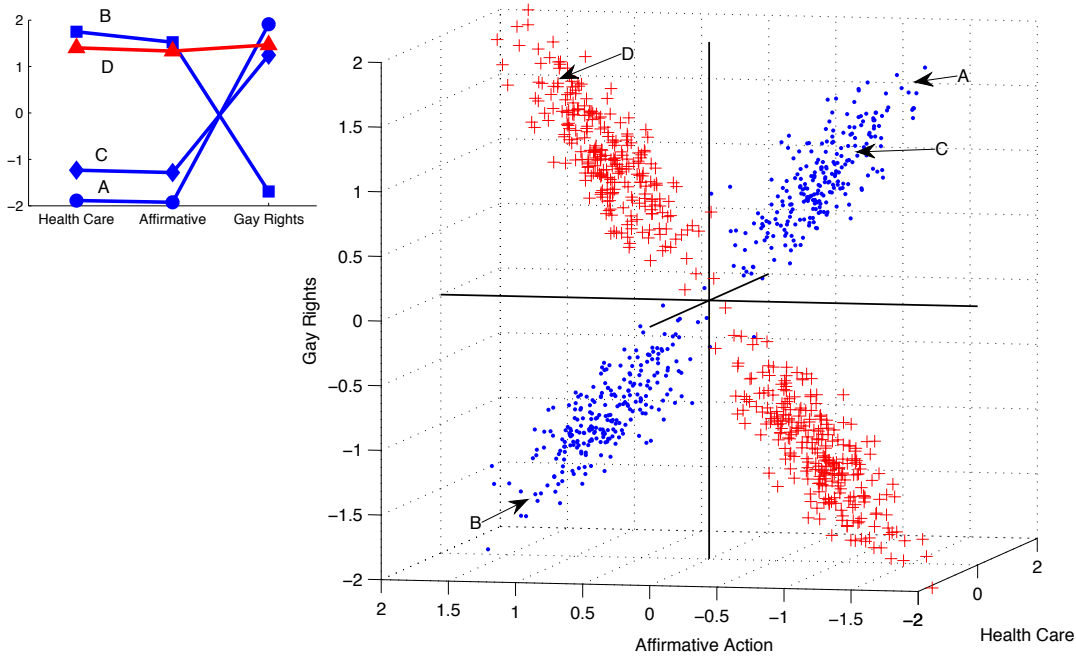 2
1
0
−1
−2
B
D
C
A
Health Care Affirmative Gay Rights
2
1.5
1
0.5
0
−0.5
−1
−1.5
−2
Gay Rights
D
A
C
B
2 1.5 1 0.5 0 −0.5 −1 −1.5 −2
Affirmative Action
−2 0 2
Health Care